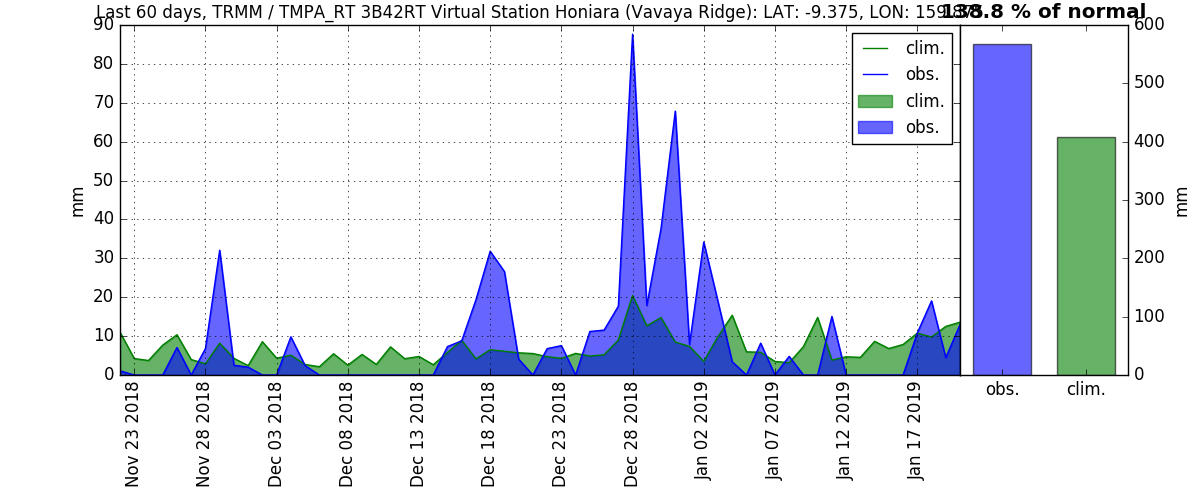 Last 60 days, TRMM / TMPA_RT 3B42RT Virtual Station Honiara (Vavaya Ridge): LAT: -9.375, LON:
138.8 % of normal
90
80
70
60
50
40
30
20
10
0
mm
clim.
obs.
clim.
obs.
600
500
400
300
200
100
0
mm
Nov 23 2018
Nov 28 2018
Dec 03 2018
Dec 08 2018
Dec 13 2018
Dec 18 2018
Dec 23 2018
Dec 28 2018
Jan 02 2019
Jan 07 2019
Jan 12 2019
Jan 17 2019
obs.
clim.